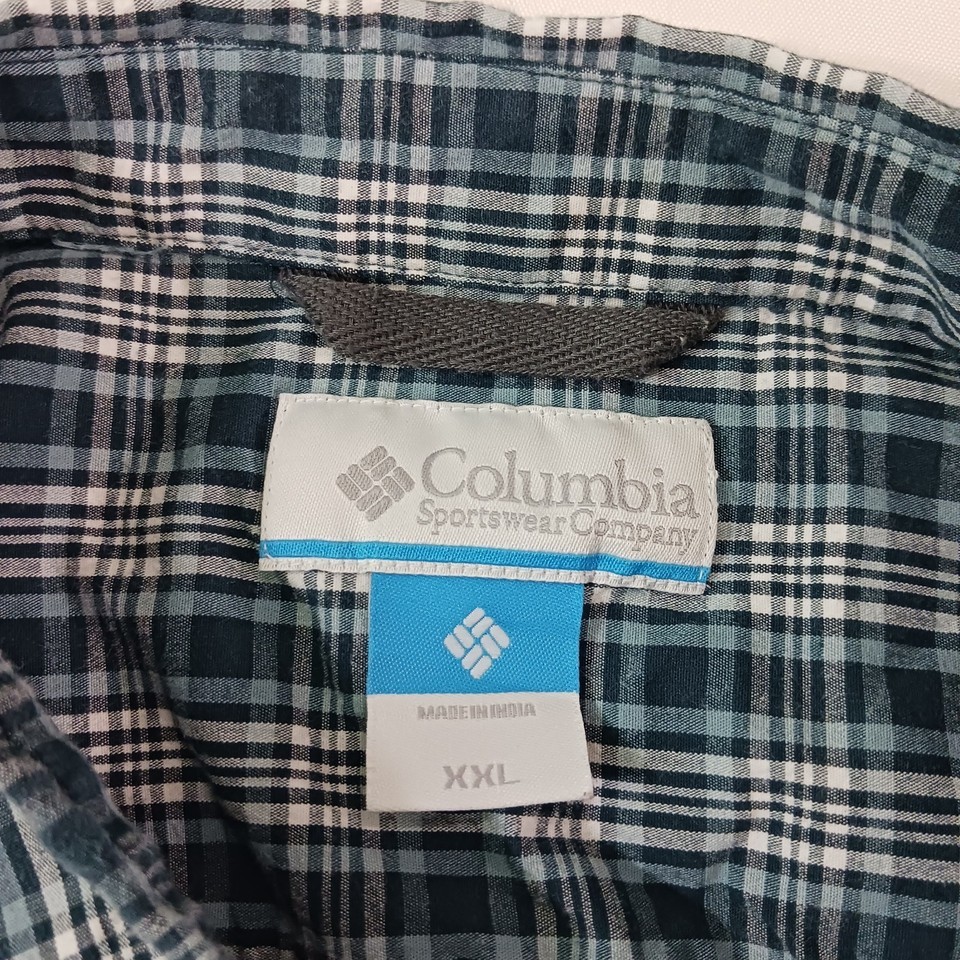 Columbia
Sportswear Company
MADE IN INDIA
XXL